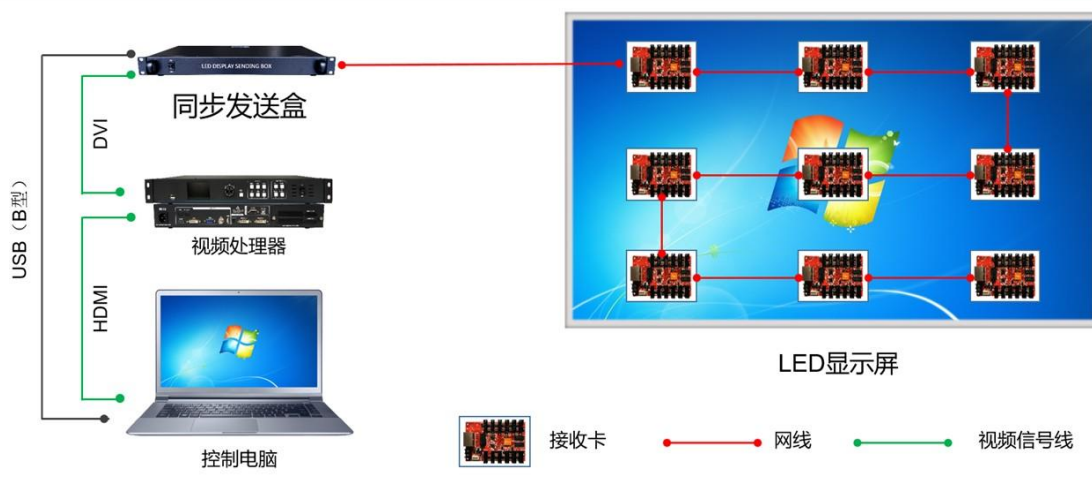 LED DISPLAY SENDING BOX
同步发送盒
DVI
USB（B型）
视频处理器
HDMI
控制电脑
LED显示屏
接收卡
网线
视频信号线